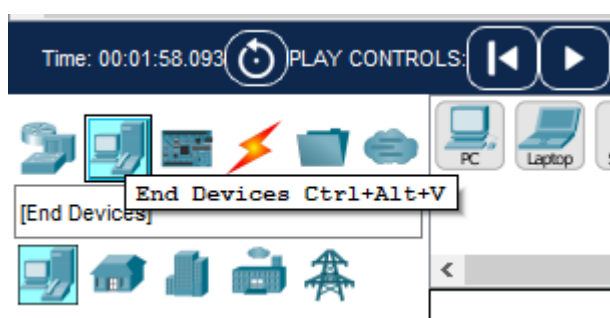 Time: 00:01:58.093 PLAY CONTROLS:
PC Laptop
End Devices Ctrl+Alt+V
[End Devices]